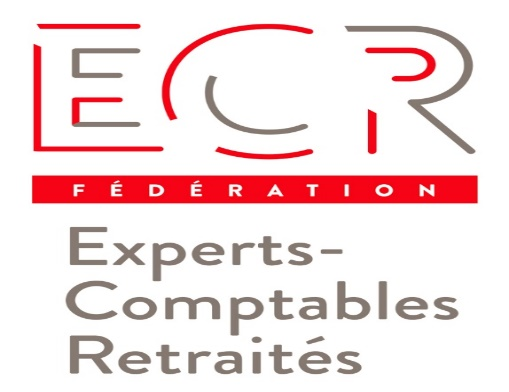 ECR
FÉDÉRATION
Experts-
Comptables
Retraités